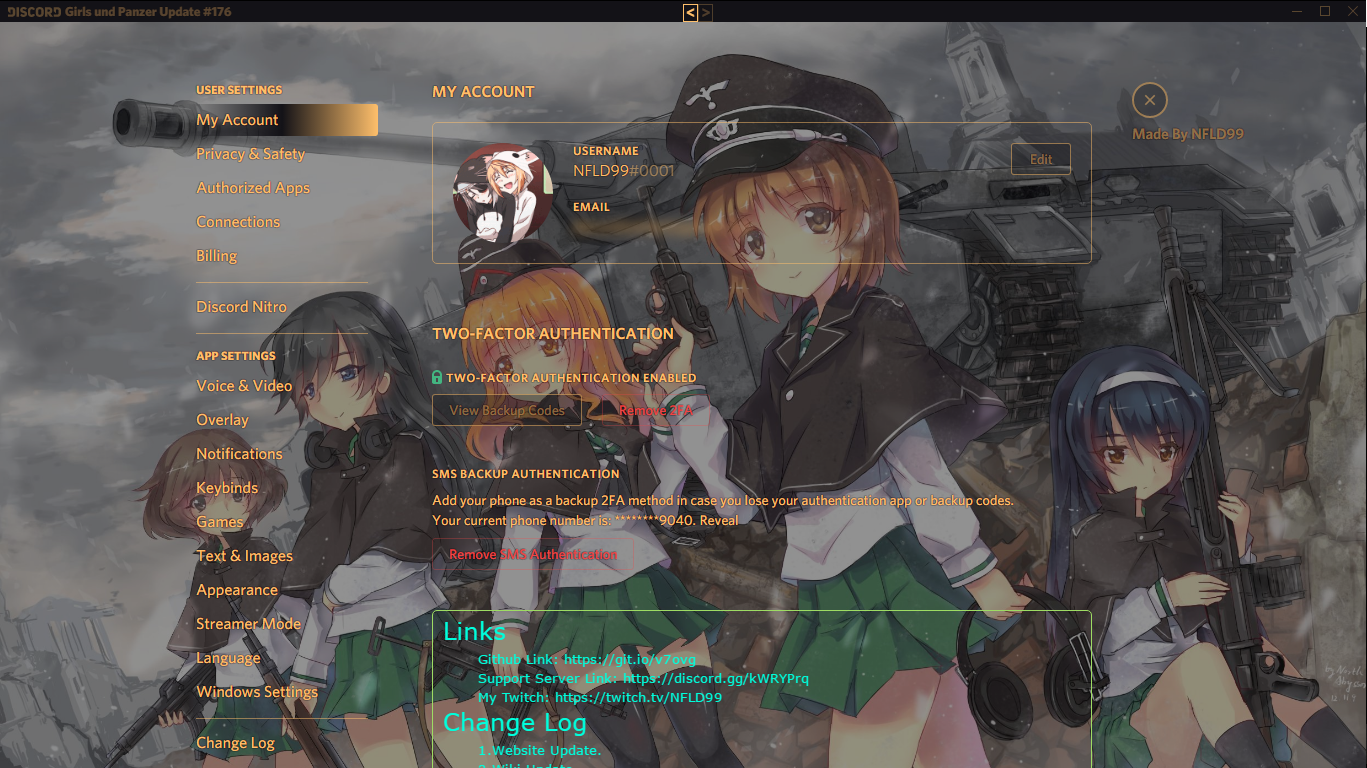 DISCORD Girls und Panzer Update #176
< >
USER SETTINGS
My Account
Privacy & Safety
Authorized Apps
Connections
Billing
Discord Nitro
APP SETTINGS
Voice & Video
Overlay
Notifications
Keybinds
Games
Text & Images
Appearance
Streamer Mode
Language
Windows Settings
Change Log
MY ACCOUNT
USERNAME
NFLD99#0001
EMAIL
Edit
Made By NFLD99
TWO-FACTOR AUTHENTICATION
TWO-FACTOR AUTHENTICATION ENABLED
View Backup Codes
Remove 2FA
SMS BACKUP AUTHENTICATION
Add your phone as a backup 2FA method in case you lose your authentication app or backup codes.
Your current phone number is: ********9040. Reveal
Remove SMS Authentication
Links
Github Link: https://git.io/v7ovg
Support Server Link: https://discord.gg/kWRYPrq
My Twitch: https://twitch.tv/NFLD99
Change Log
1.Website Update.
2.Wiki Update.